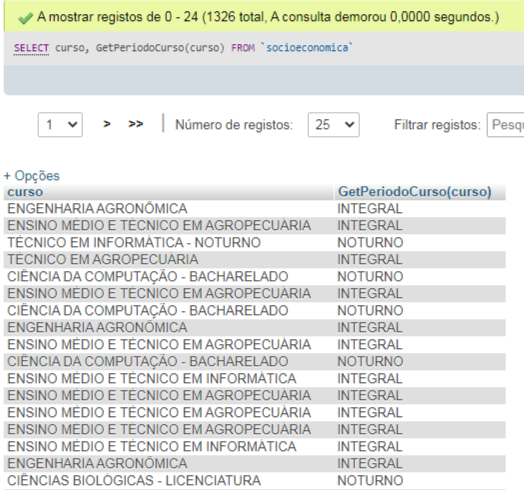 A mostrar registos de 0 - 24 (1326 total, A consulta demorou 0,0000 segundos.)
SELECT curso, GetPeriodoCurso(curso) FROM `socioeconomica`
1 > >> Número de registos: 25 Filtrar registos: Pesqu
+ Opções
curso GetPeriodoCurso(curso)
ENGENHARIA AGRONÔMICA INTEGRAL
ENSINO MÉDIO E TÉCNICO EM AGROPECUÁRIA INTEGRAL
TÉCNICO EM INFORMÁTICA - NOTURNO NOTURNO
TÉCNICO EM AGROPECUÁRIA INTEGRAL
CIÊNCIA DA COMPUTAÇÃO - BACHARELADO NOTURNO
ENSINO MÉDIO E TÉCNICO EM AGROPECUÁRIA INTEGRAL
CIÊNCIA DA COMPUTAÇÃO - BACHARELADO NOTURNO
ENGENHARIA AGRONÔMICA INTEGRAL
ENSINO MÉDIO E TÉCNICO EM AGROPECUÁRIA INTEGRAL
CIÊNCIA DA COMPUTAÇÃO - BACHARELADO NOTURNO
ENSINO MÉDIO E TÉCNICO EM INFORMÁTICA INTEGRAL
ENSINO MÉDIO E TÉCNICO EM AGROPECUÁRIA INTEGRAL
ENSINO MÉDIO E TÉCNICO EM AGROPECUÁRIA INTEGRAL
ENSINO MÉDIO E TÉCNICO EM AGROPECUÁRIA INTEGRAL
ENSINO MÉDIO E TÉCNICO EM INFORMÁTICA INTEGRAL
ENGENHARIA AGRONÔMICA INTEGRAL
CIÊNCIAS BIOLÓGICAS - LICENCIATURA NOTURNO